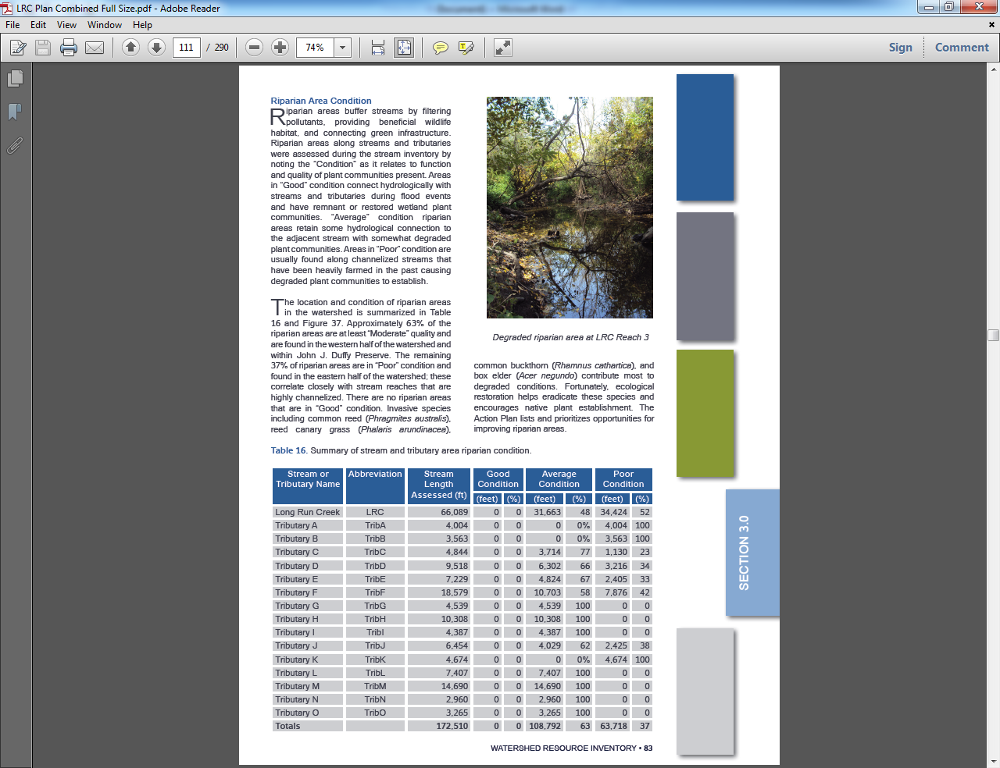 LRC Plan Combined Full Size.pdf - Adobe Reader
File Edit View Window Help
111 / 290 74% Sign Comment
Riparian Area Condition
Riparian areas buffer streams by filtering
pollutants, providing beneficial wildlife
habitat, and connecting green infrastructure.
Riparian areas along streams and tributaries
were assessed during the stream inventory by
noting the “Condition” as it relates to function
and quality of plant communities present. Areas
in “Good” condition connect hydrologically with
streams and tributaries during flood events
and have remnant or restored wetland plant
communities. “Average” condition riparian
areas retain some hydrological connection to
the adjacent stream with somewhat degraded
plant communities. Areas in “Poor” condition are
usually found along channelized streams that
have been heavily farmed in the past causing
degraded plant communities to establish.
The location and condition of riparian areas
in the watershed is summarized in Table
16 and Figure 37. Approximately 63% of the
riparian areas are at least “Moderate” quality and
are found in the western half of the watershed and
within John J. Duffy Preserve. The remaining
37% of riparian areas are in “Poor” condition and
found in the eastern half of the watershed; these
correlate closely with stream reaches that are
highly channelized. There are no riparian areas
that are in “Good” condition. Invasive species
including common reed (Phragmites australis),
reed canary grass (Phalaris arundinacea),
Degraded riparian area at LRC Reach 3
common buckthorn (Rhamnus cathartica), and
box elder (Acer negundo) contribute most to
degraded conditions. Fortunately, ecological
restoration helps eradicate these species and
encourages native plant establishment. The
Action Plan lists and prioritizes opportunities for
improving riparian areas.
Table 16. Summary of stream and tributary area riparian condition.
Stream or Abbreviation Stream Good Average Poor
Tributary Name Length Condition Condition Condition
Assessed (ft) (feet) (%) (feet) (%) (feet) (%)
Long Run Creek LRC 66,089 0 0 31,663 48 34,424 52
Tributary A TribA 4,004 0 0 0 0% 4,004 100
Tributary B TribB 3,563 0 0 0 0% 3,563 100
Tributary C TribC 4,844 0 0 3,714 77 1,130 23
Tributary D TribD 9,518 0 0 6,302 66 3,216 34
Tributary E TribE 7,229 0 0 4,824 67 2,405 33
Tributary F TribF 18,579 0 0 10,703 58 7,876 42
Tributary G TribG 4,539 0 0 4,539 100 0 0
Tributary H TribH 10,308 0 0 10,308 100 0 0
Tributary I TribI 4,387 0 0 4,387 100 0 0
Tributary J TribJ 6,454 0 0 4,029 62 2,425 38
Tributary K TribK 4,674 0 0 0 0% 4,674 100
Tributary L TribL 7,407 0 0 7,407 100 0 0
Tributary M TribM 14,690 0 0 14,690 100 0 0
Tributary N TribN 2,960 0 0 2,960 100 0 0
Tributary O TribO 3,265 0 0 3,265 100 0 0
Totals 172,510 0 0 108,792 63 63,718 37
SECTION 3.0
WATERSHED RESOURCE INVENTORY • 83